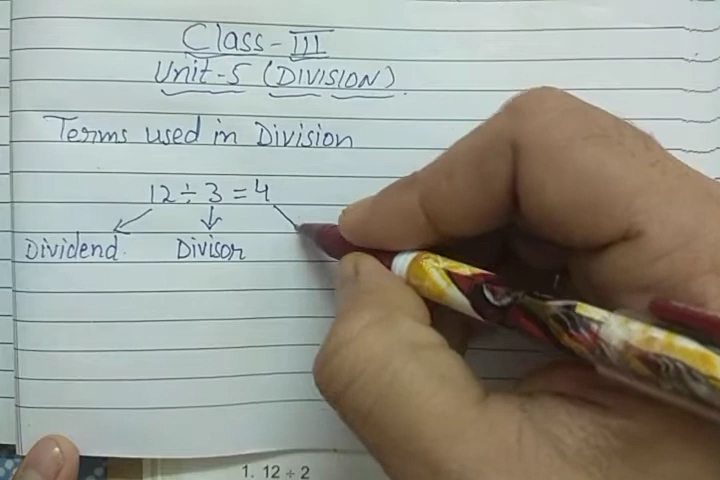 Class-III
Unit-5 (DIVISION).
Terms used in Division
12÷3=4
Dividend. Divisor
1. 12 ÷ 2